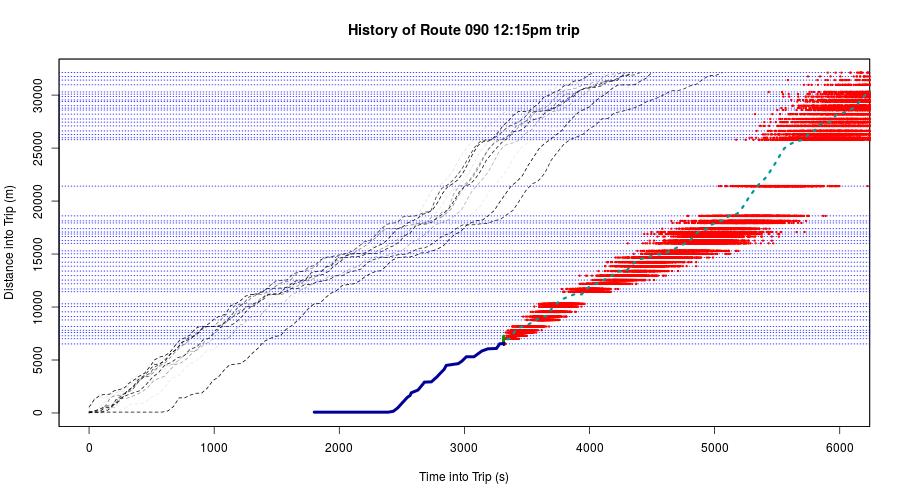 History of Route 090 12:15pm trip
Distance into Trip (m)
30000
25000
20000
15000
10000
5000
0
0 1000 2000 3000 4000 5000 6000
Time into Trip (s)